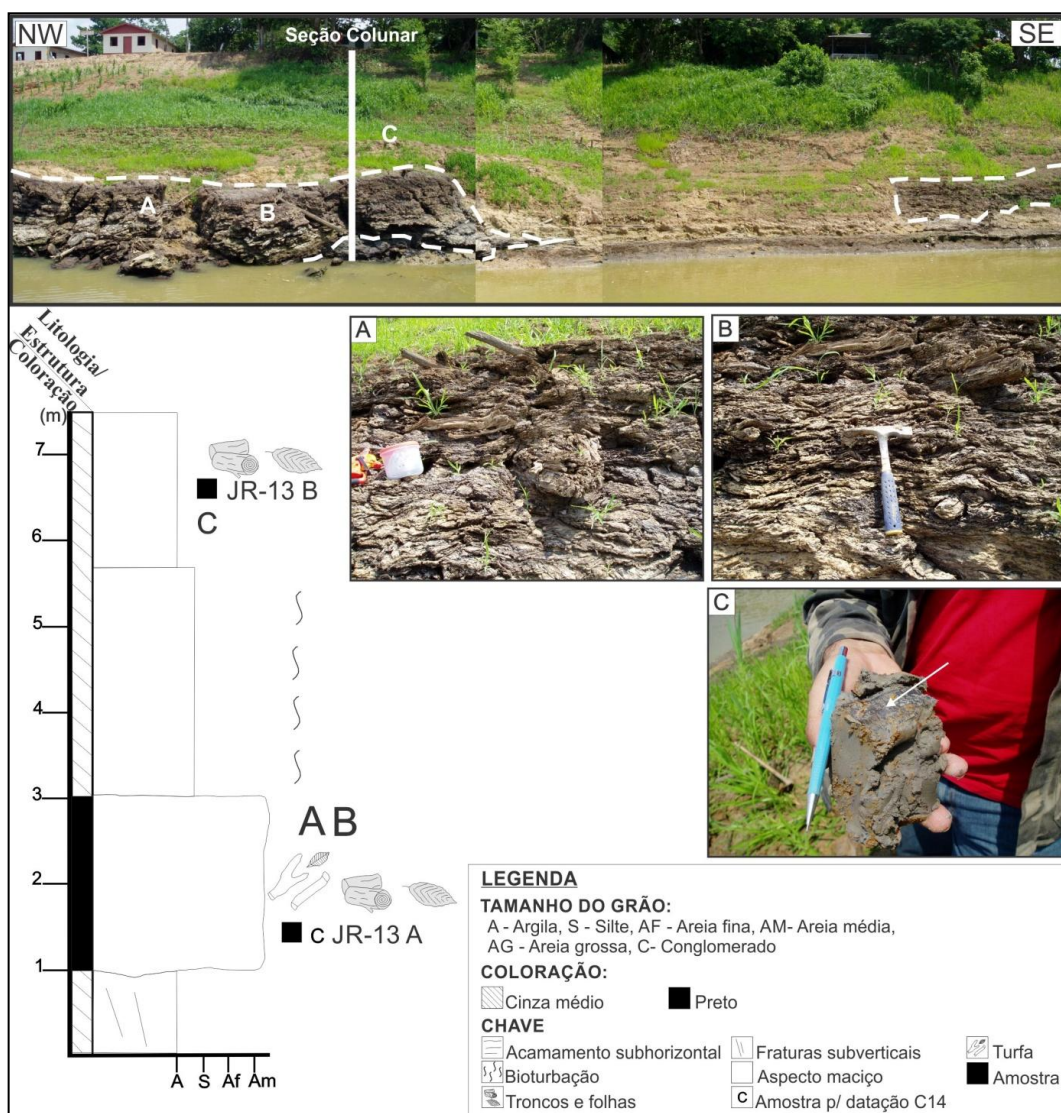 NW
Seção Colunar
SE
C
A
B
Litologia/
Estrutura
Coloração
(m)
7
6
5
4
3
2
1
JR-13 B
C
A B
C JR-13 A
A S Af Am
A
B
C
LEGENDA
TAMANHO DO GRÃO:
A - Argila, S - Silte, AF - Areia fina, AM- Areia média,
AG - Areia grossa, C- Conglomerado
COLORAÇÃO:
Cinza médio
Preto
CHAVE
Acamamento subhorizontal
Fraturas subverticais
Turfa
Bioturbação
Aspecto maciço
Amostra
Troncos e folhas
C Amostra p/ datação C14